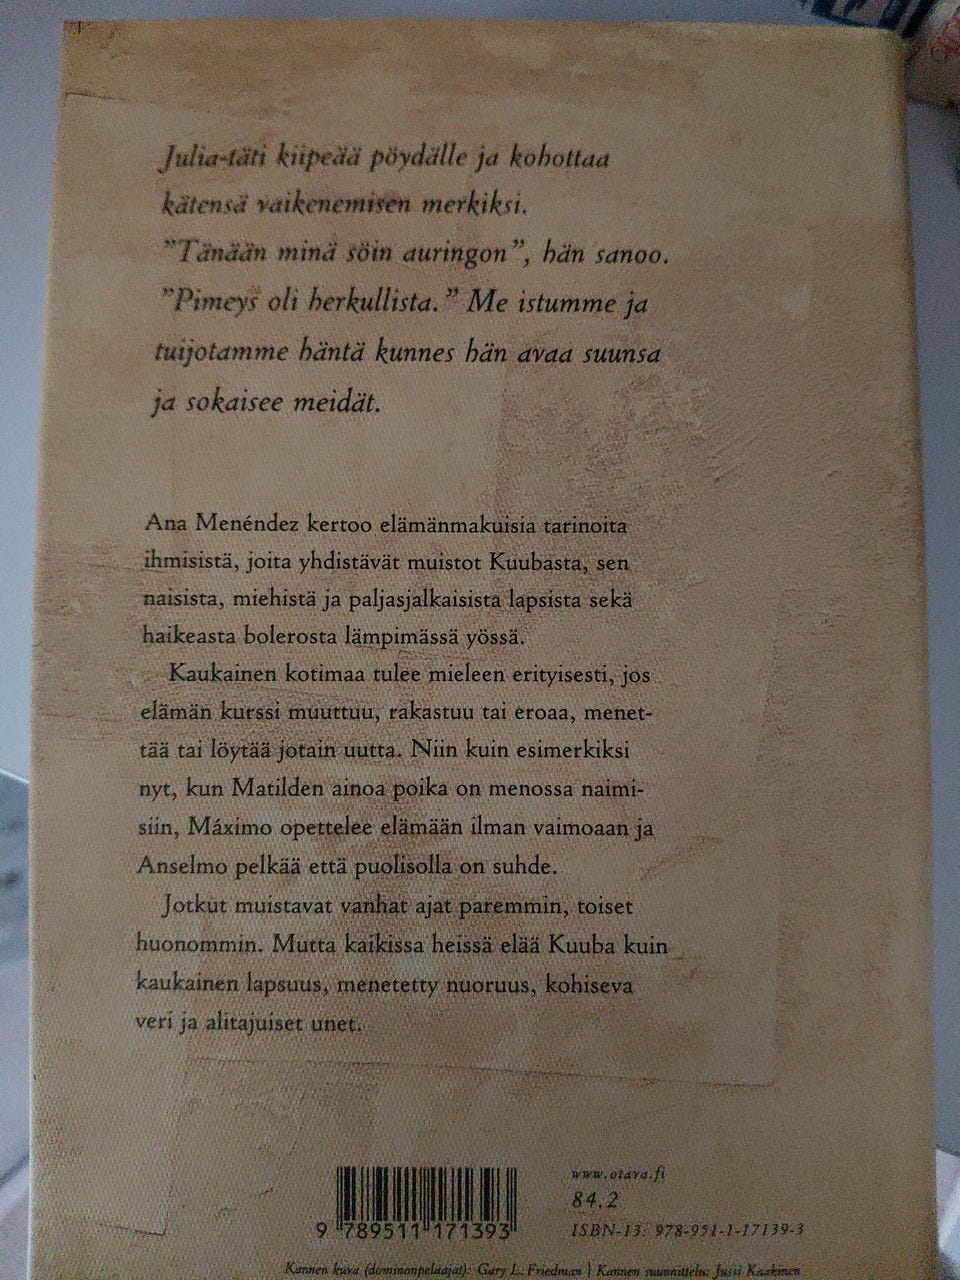 Julia-täti kiipeää pöydälle ja kohottaa
kätensä vaikenemisen merkiksi.
”Tänään minä söin auringon”, hän sanoo.
”Pimeys oli herkullista.” Me istumme ja
tuijotamme häntä kunnes hän avaa suunsa
ja sokaisee meidät.
Ana Menéndez kertoo elämänmakuisia tarinoita
ihmisistä, joita yhdistävät muistot Kuubasta, sen
naisista, miehistä ja paljasjalkaisista lapsista sekä
haikeasta bolerosta lämpimässä yössä.
Kaukainen kotimaa tulee mieleen erityisesti, jos
elämän kurssi muuttuu, rakastuu tai eroaa, menet-
tää tai löytää jotain uutta. Niin kuin esimerkiksi
nyt, kun Matilden ainoa poika on menossa naimi-
siin, Máximo opettelee elämään ilman vaimoaan ja
Anselmo pelkää että puolisolla on suhde.
Jotkut muistavat vanhat ajat paremmin, toiset
huonommin. Mutta kaikissa heissä elää Kuuba kuin
kaukainen lapsuus, menetetty nuoruus, kohiseva
veri ja alitajuiset unet.
www.otava.fi
84.2
9 789511 171393
ISBN-13: 978-951-1-17139-3
Kannen kuva (dominonpelaajat): Gary L. Friedman | Kannen suunnittelu: Jussi Kaakinen